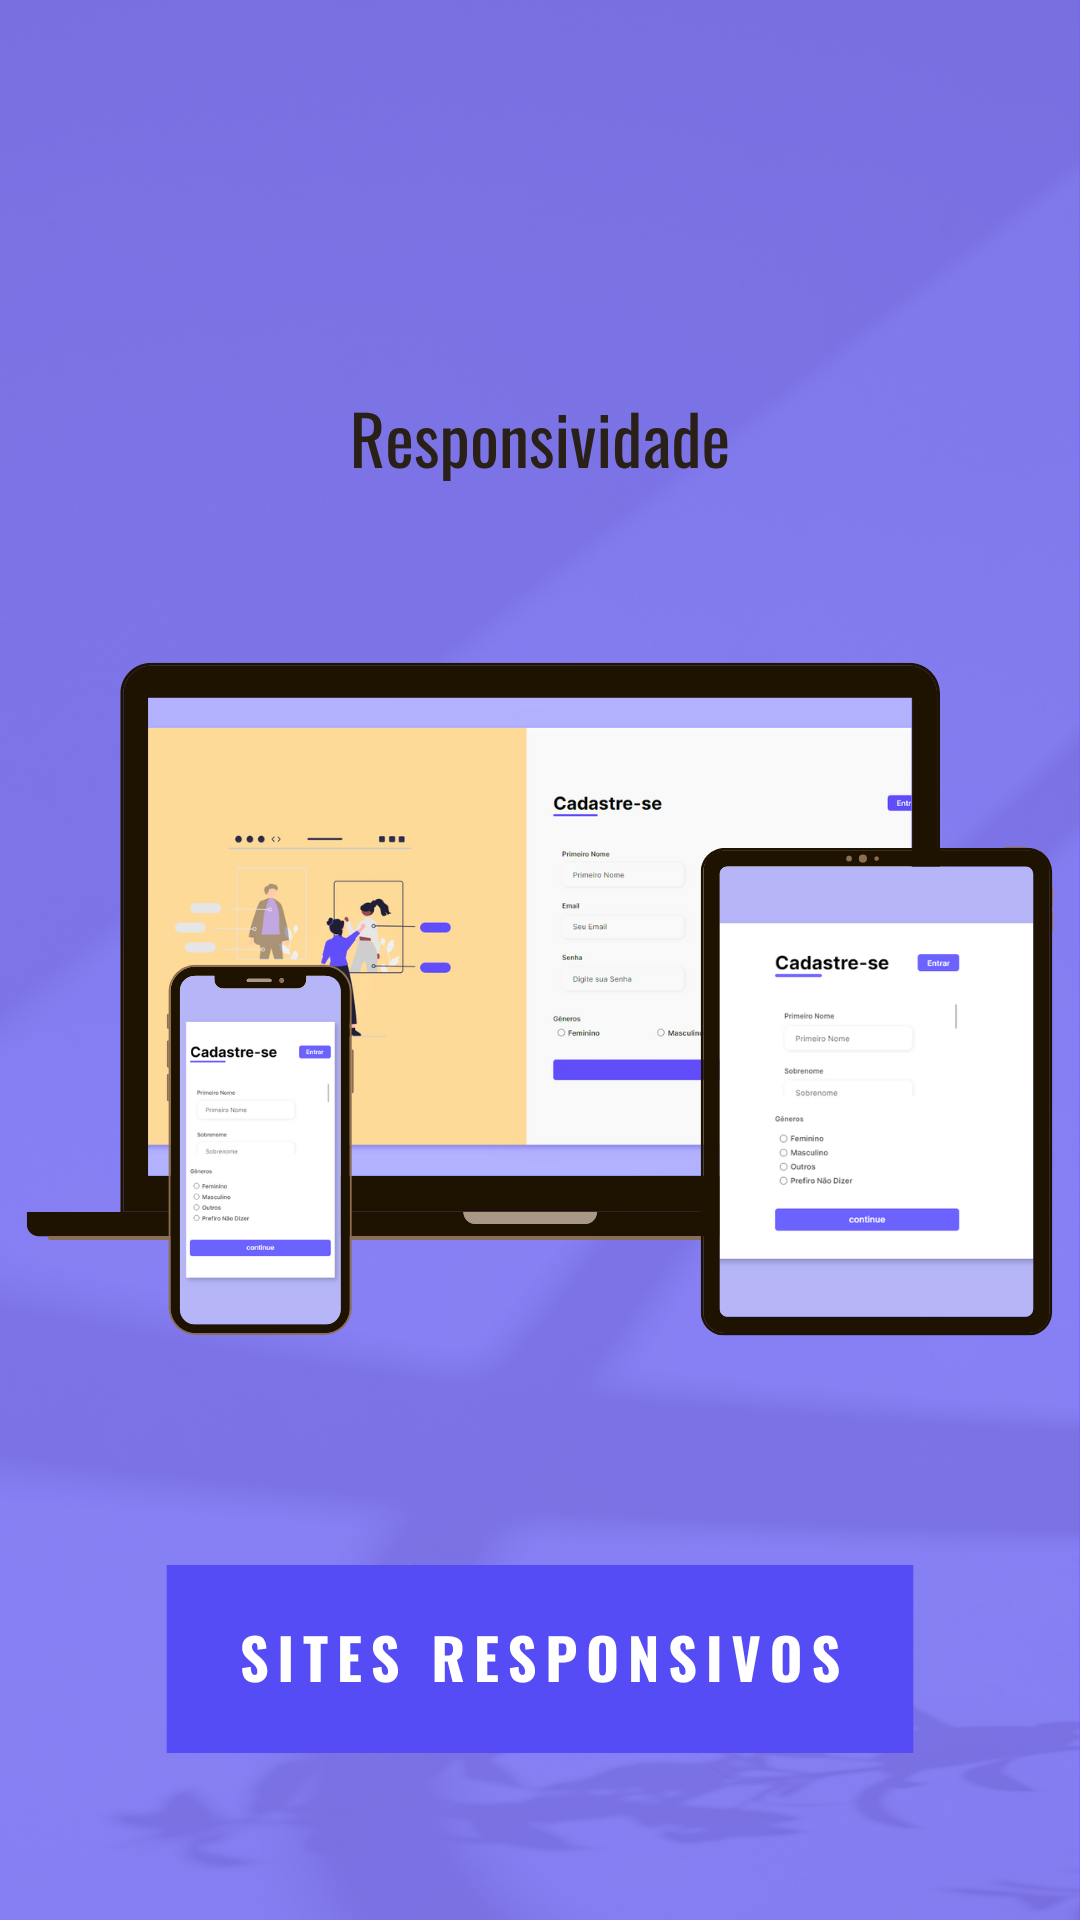 Responsividade
Cadastre-se
Entr
Primeiro Nome
Primeiro Nome
Email
Seu Email
Senha
Digite sua Senha
Gêneros
Feminino
Masculin
Cadastre-se
Entrar
Primeiro Nome
Primeiro Nome
Sobrenome
Sobrenome
Gêneros
Feminino
Masculino
Outros
Prefiro Não Dizer
continue
Cadastre-se
Entrar
Primeiro Nome
Primeiro Nome
Sobrenome
Sobrenome
Gêneros
Feminino
Masculino
Outros
Prefiro Não Dizer
continue
SITES RESPONSIVOS